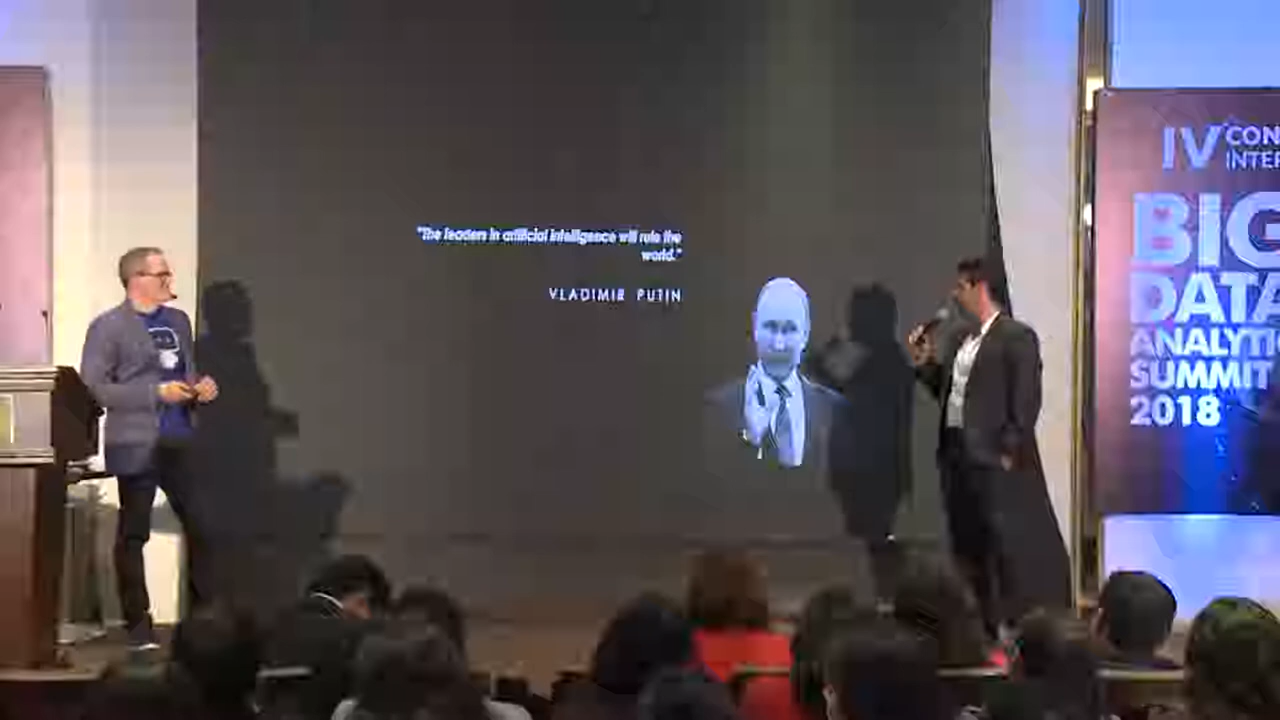 "The leaders in artificial intelligence will rule the
world."
VLADIMIR PUTIN
IV CON
INTER
BIG
DATA
ANALYTIC
SUMMIT
2018